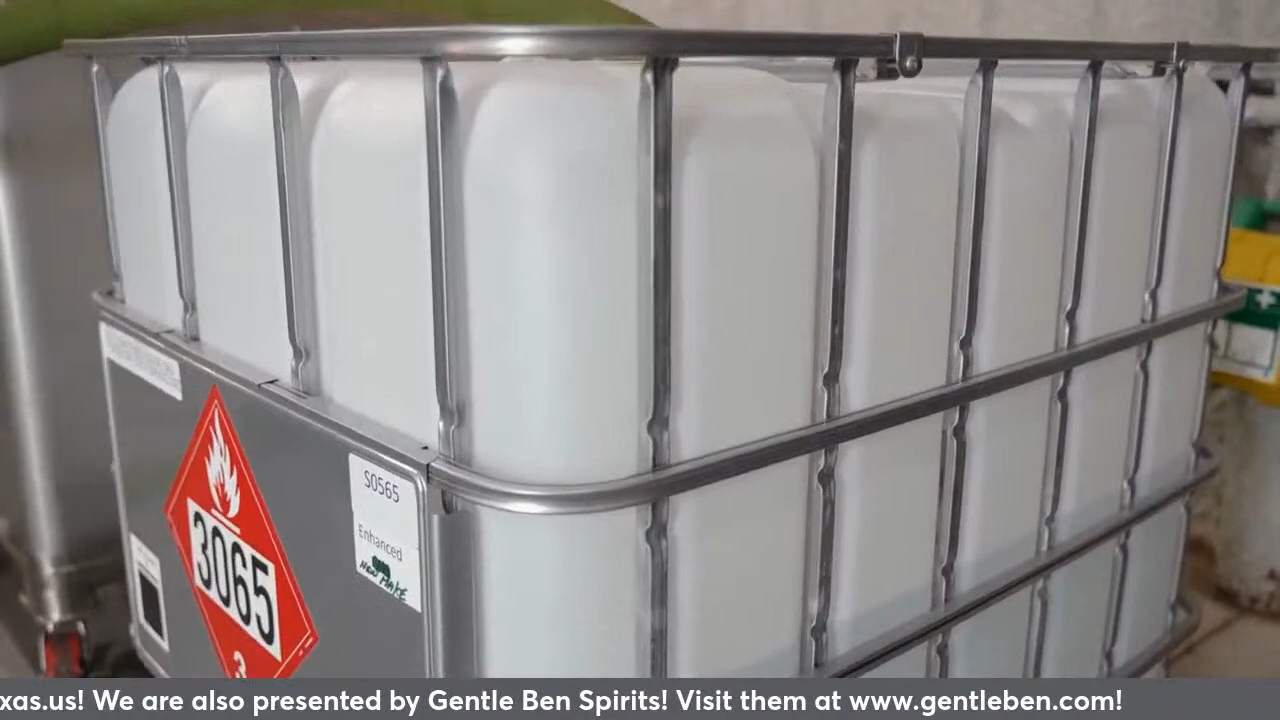 S0565
Enhanced
NEW MAKE
3065
3
xas.us! We are also presented by Gentle Ben Spirits! Visit them at www.gentleben.com!